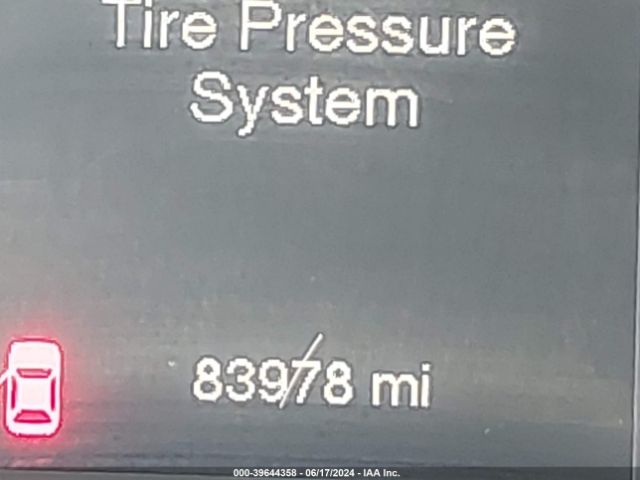 Tire Pressure
System
83978 mi
000-39644358 - 06/17/2024 - IAA Inc.